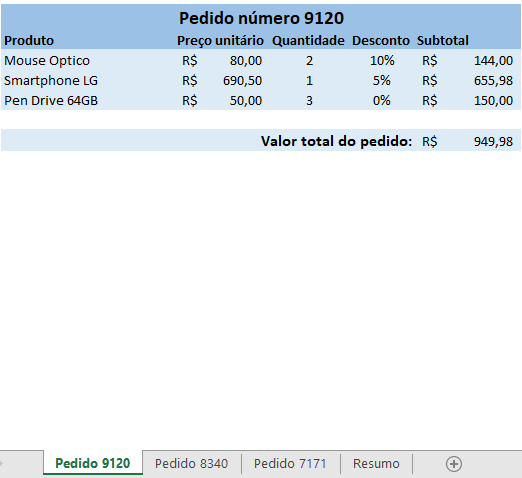 Pedido número 9120
Produto Preço unitário Quantidade Desconto Subtotal
Mouse Optico R$ 80,00 2 10% R$ 144,00
Smartphone LG R$ 690,50 1 5% R$ 655,98
Pen Drive 64GB R$ 50,00 3 0% R$ 150,00
Valor total do pedido: R$ 949,98
Pedido 9120 Pedido 8340 Pedido 7171 Resumo